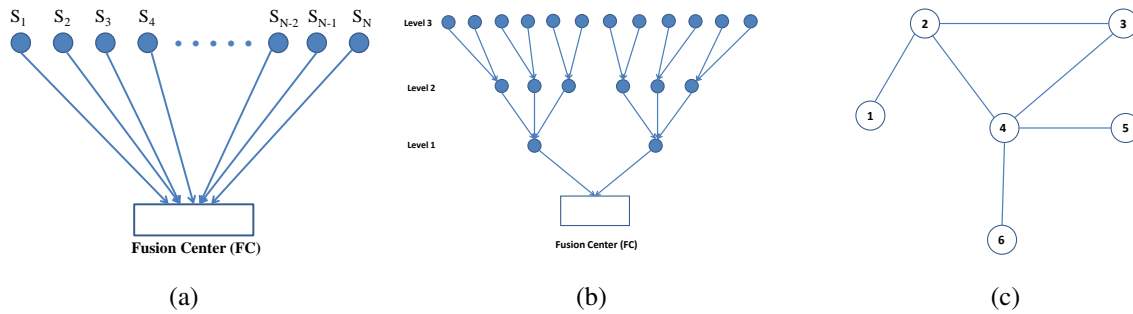 S1 S2 S3 S4 SN-2 SN-1 SN
Fusion Center (FC)
(a)
Level 3
Level 2
Level 1
Fusion Center (FC)
(b)
2 3
1 4 5
6
(c)